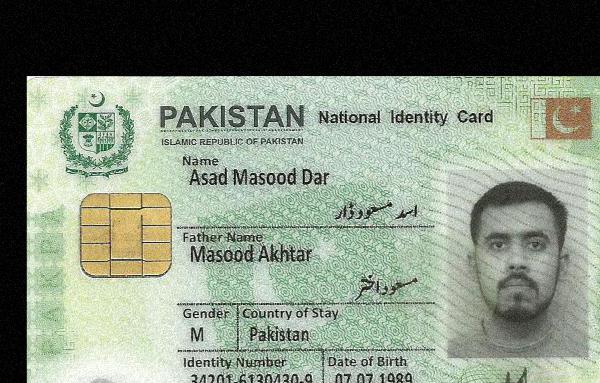 PAKISTAN National Identity Card
ISLAMIC REPUBLIC OF PAKISTAN
Name
Asad Masood Dar
اسد مسعود ڈار
Father Name
Masood Akhtar
مسعود اختر
Gender Country of Stay
M Pakistan
Identity Number Date of Birth
34201-6130430-9 07.07.1989